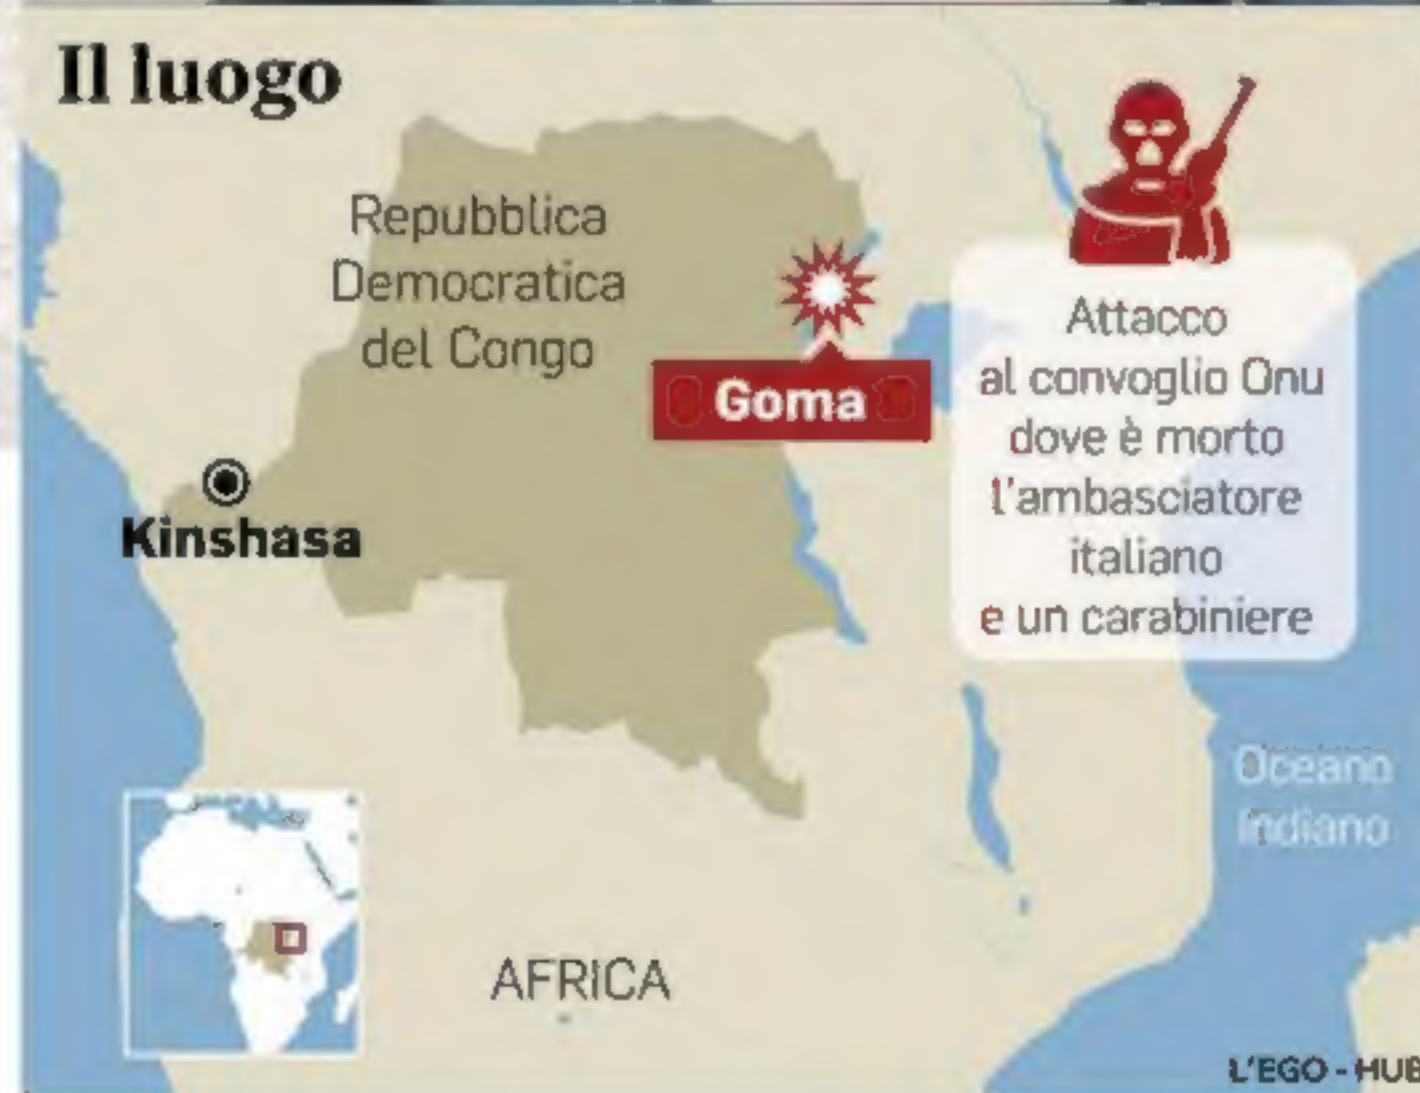 Il luogo
Repubblica
Democratica
del Congo
Goma
Kinshasa
Attacco
al convoglio Onu
dove è morto
l'ambasciatore
italiano
e un carabiniere
Oceano
Indiano
AFRICA
L'EGO - HUB